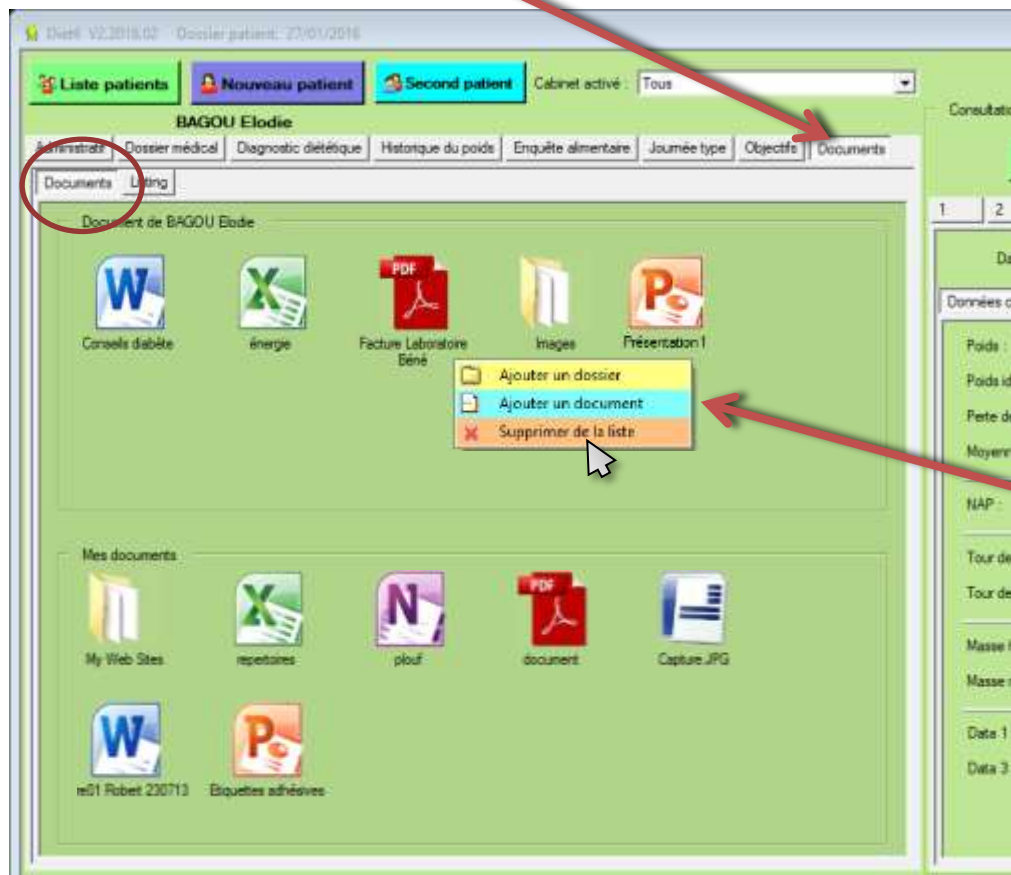 Diet6 V2.2016.02 Dossier patient: 27/01/2016
Liste patients Nouveau patient Second patient Cabinet activé : Tous
BAGOU Elodie
Administratif Dossier médical Diagnostic diététique Historique du poids Enquête alimentaire Journée type Objectifs Documents
Documents Listing
Document de BAGOU Elodie
PDF
Conseils diabète énergie Facture Laboratoire Béné Images Présentation1
Ajouter un dossier
Ajouter un document
Supprimer de la liste
Mes documents
PDF
My Web Sites repertoires plouf document Capture.JPG
re01 Robert 230713 Etiquettes adhésives
Consultatio
1 2
Da
Données c
Poids :
Poids id
Perte de
Moyenn
NAP :
Tour de
Tour de
Masse
Masse
Data 1
Data 3